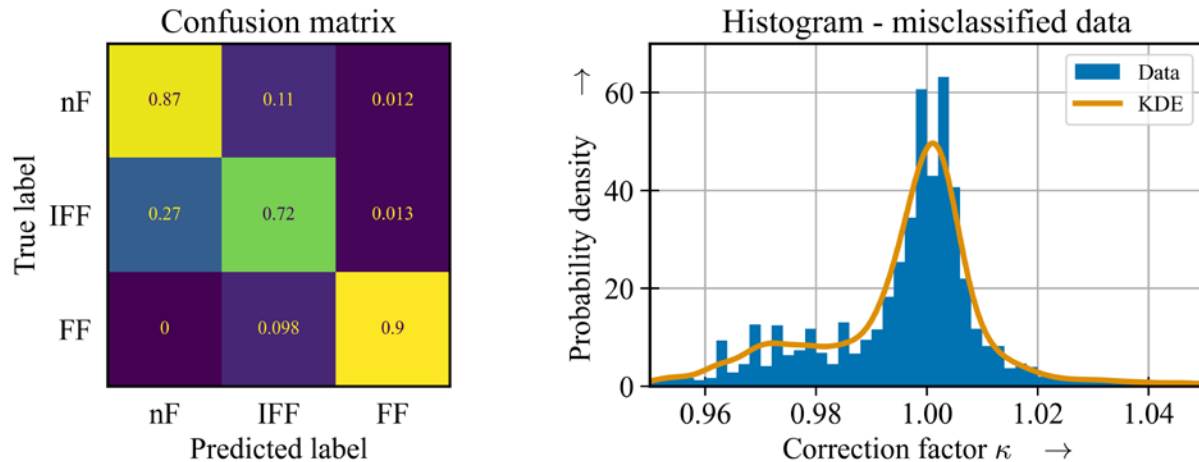 Confusion matrix
True label
nF
0.87 0.11 0.012
IFF
0.27 0.72 0.013
FF
0 0.098 0.9
nF IFF FF
Predicted label
Histogram - misclassified data
Probability density →
60
40
20
0
Data
KDE
0.96 0.98 1.00 1.02 1.04
Correction factor κ →